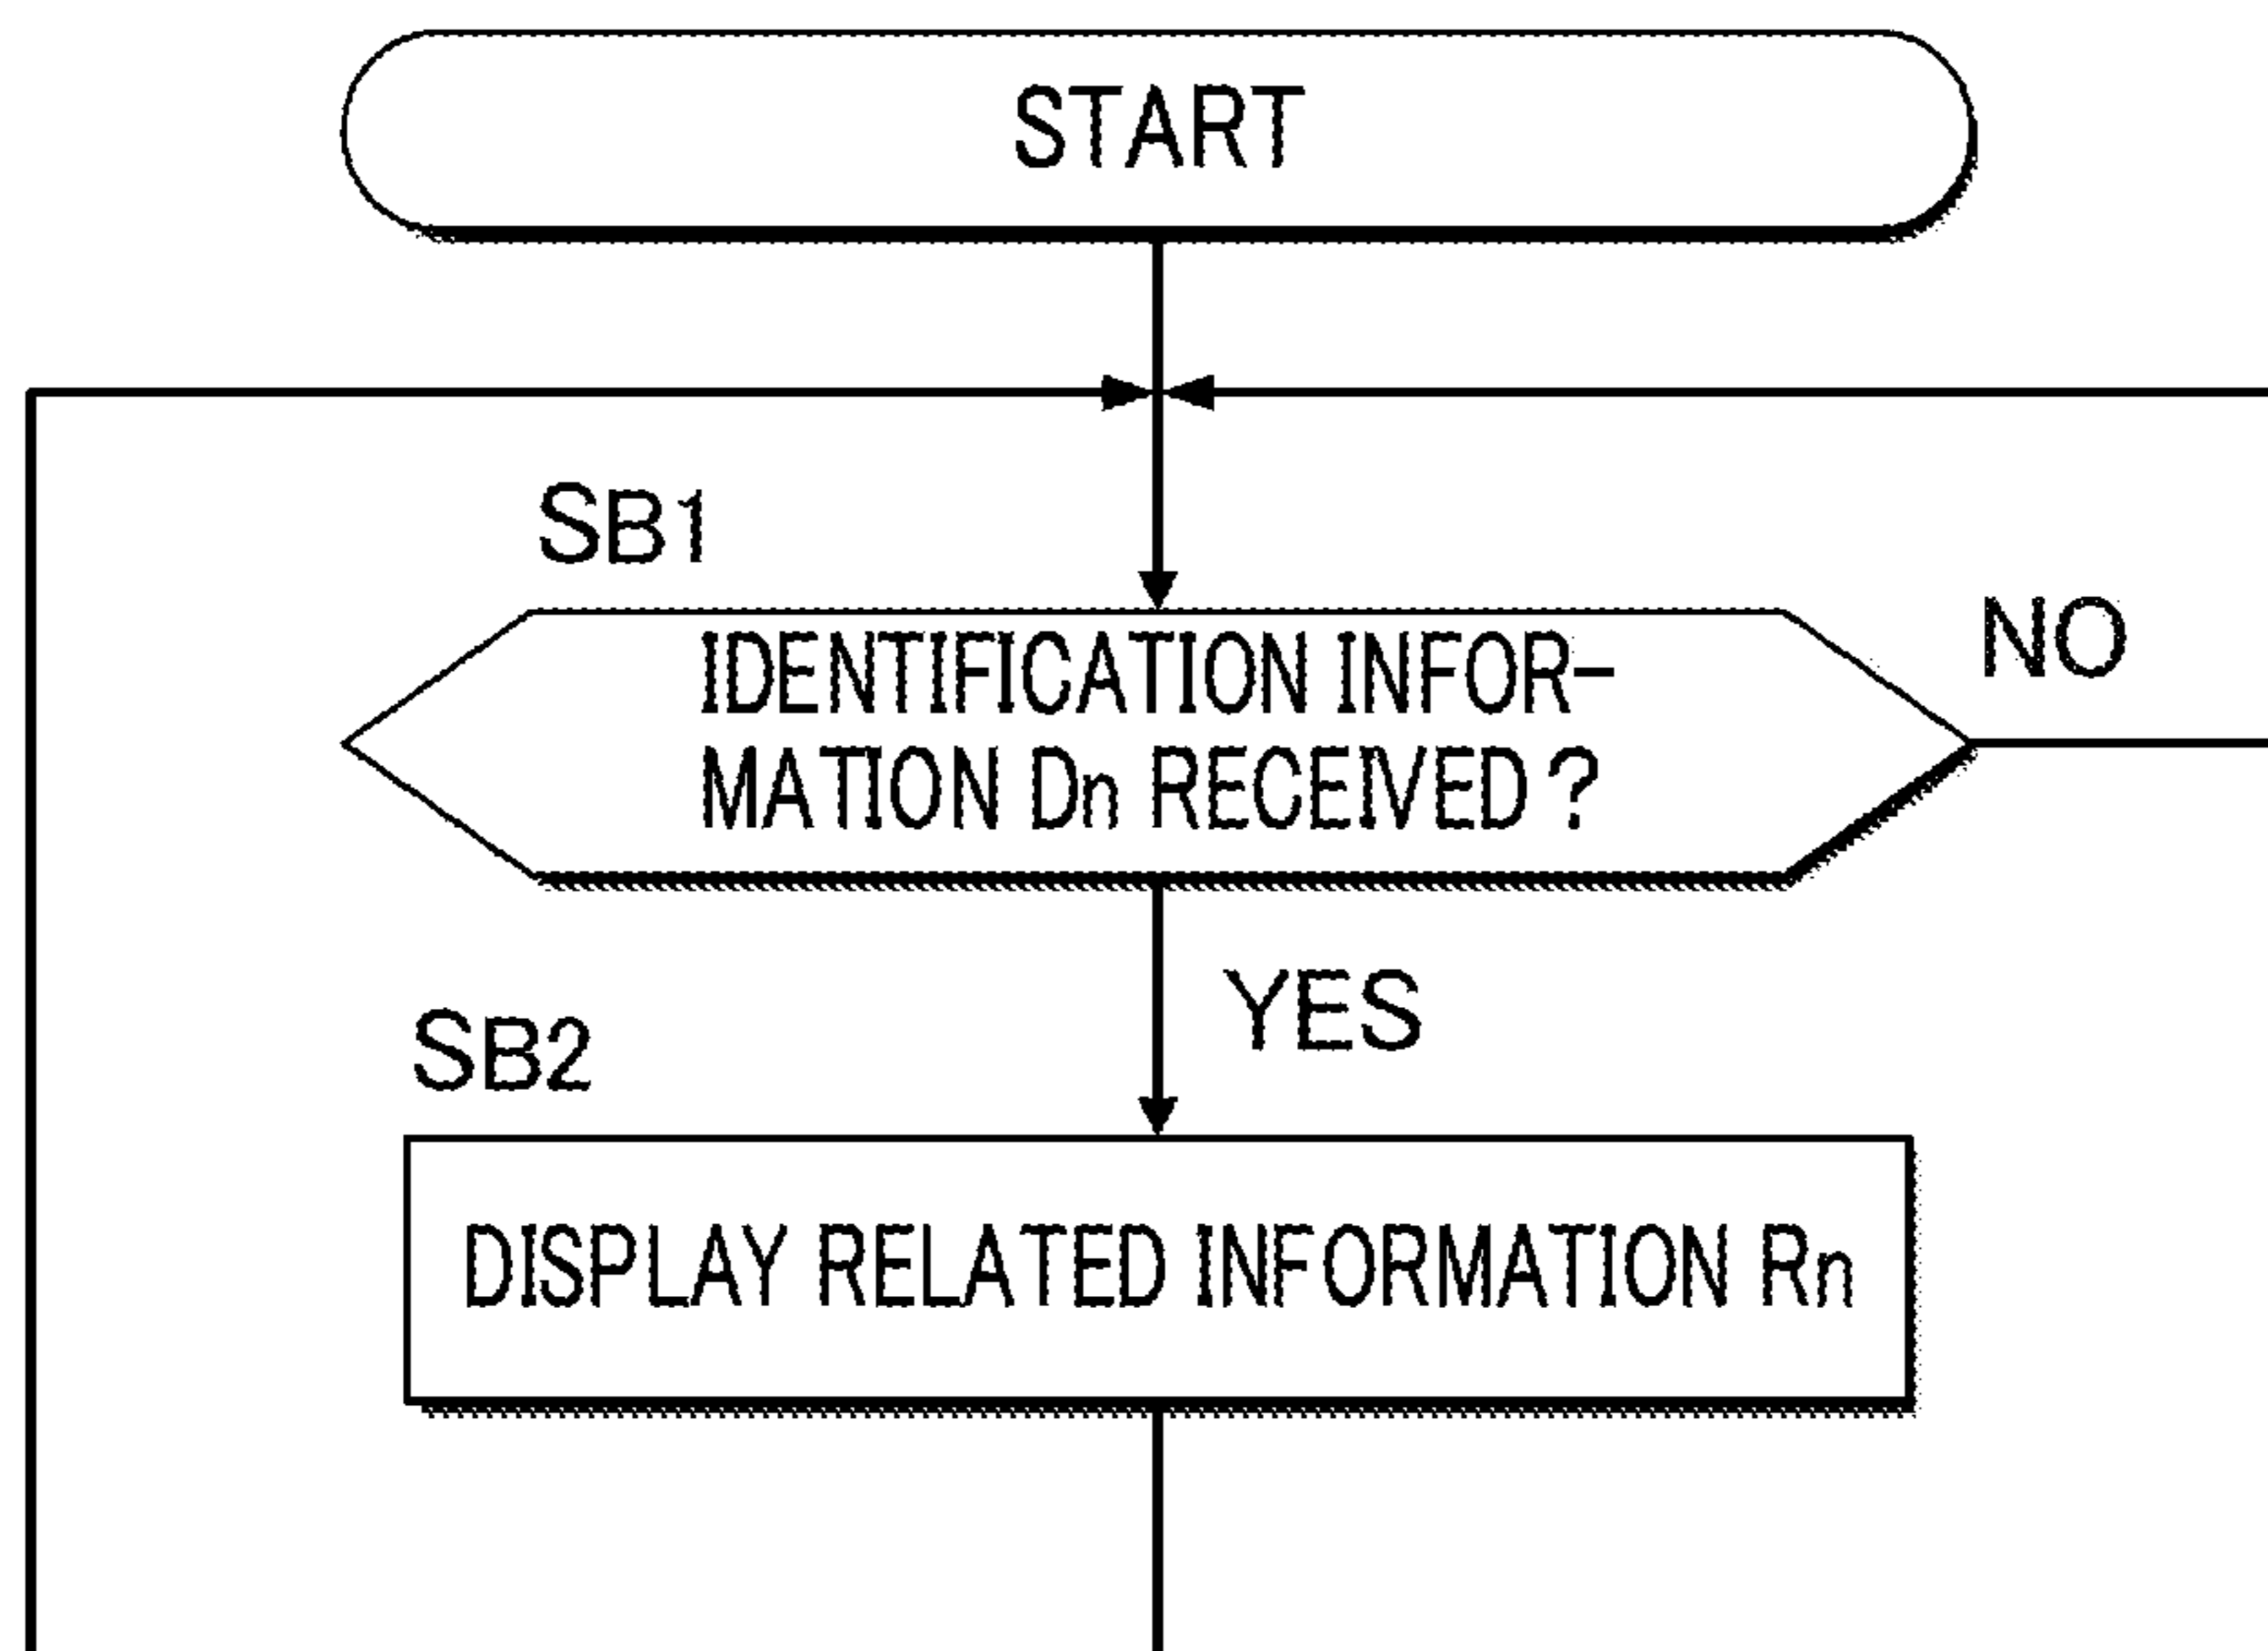 START
SB1
IDENTIFICATION INFOR-
MATION Dn RECEIVED?
NO
YES
SB2
DISPLAY RELATED INFORMATION Rn